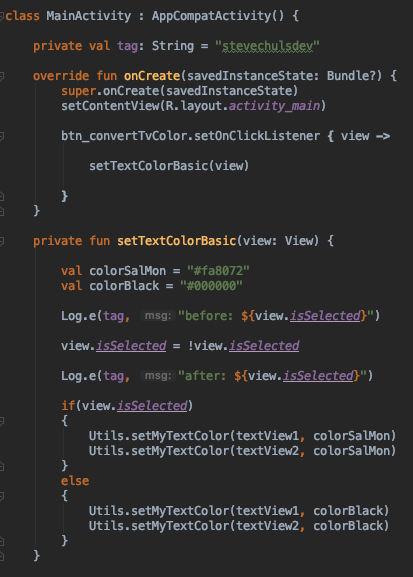 class MainActivity : AppCompatActivity() {
private val tag: String = "stevechulsdev"
override fun onCreate(savedInstanceState: Bundle?) {
super.onCreate(savedInstanceState)
setContentView(R.layout.activity_main)
btn_convertTvColor.setOnClickListener { view ->
setTextColorBasic(view)
}
}
private fun setTextColorBasic(view: View) {
val colorSalMon = "#fa8072"
val colorBlack = "#000000"
Log.e(tag, msg: "before: ${view.isSelected}")
view.isSelected = !view.isSelected
Log.e(tag, msg: "after: ${view.isSelected}")
if(view.isSelected)
{
Utils.setMyTextColor(textView1, colorSalMon)
Utils.setMyTextColor(textView2, colorSalMon)
}
else
{
Utils.setMyTextColor(textView1, colorBlack)
Utils.setMyTextColor(textView2, colorBlack)
}
}